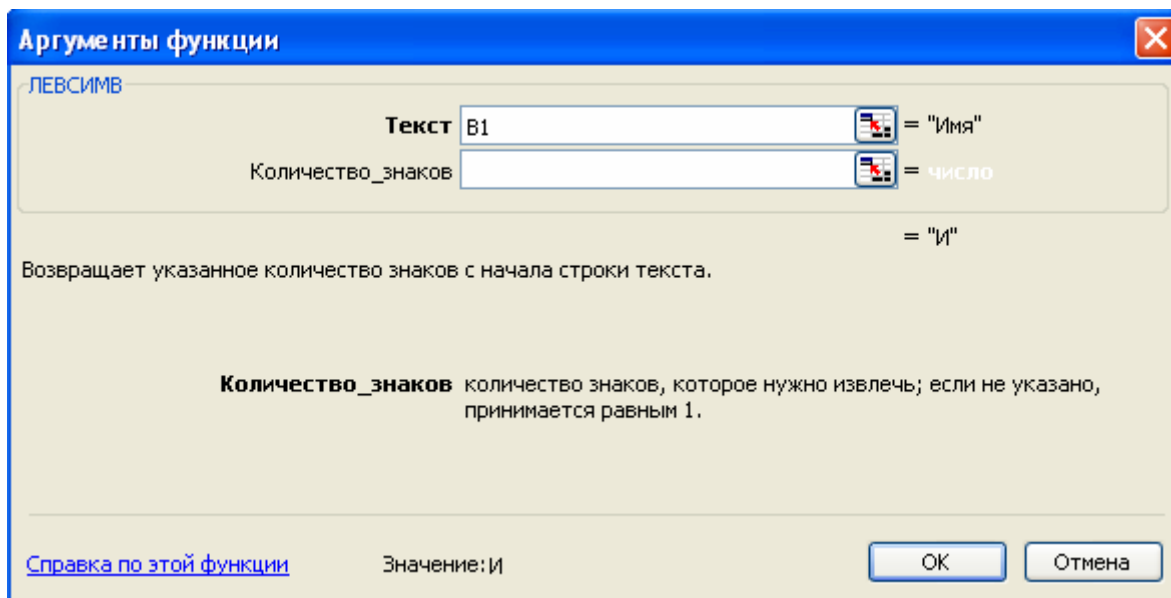 Аргументы функции
ЛЕВСИМВ
Текст B1 = "Имя"
Количество_знаков = число
= "И"
Возвращает указанное количество знаков с начала строки текста.
Количество_знаков количество знаков, которое нужно извлечь; если не указано,
принимается равным 1.
Справка по этой функции Значение: И OK Отмена